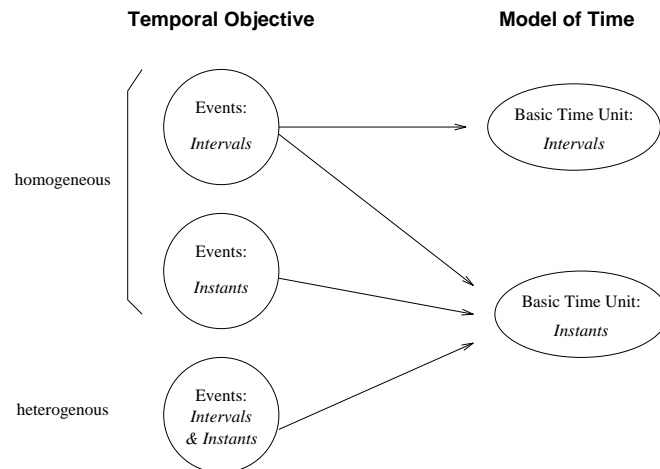 Temporal Objective
Model of Time
Events:
Intervals
Basic Time Unit:
Intervals
homogeneous
Events:
Instants
Basic Time Unit:
Instants
heterogenous
Events:
Intervals
& Instants